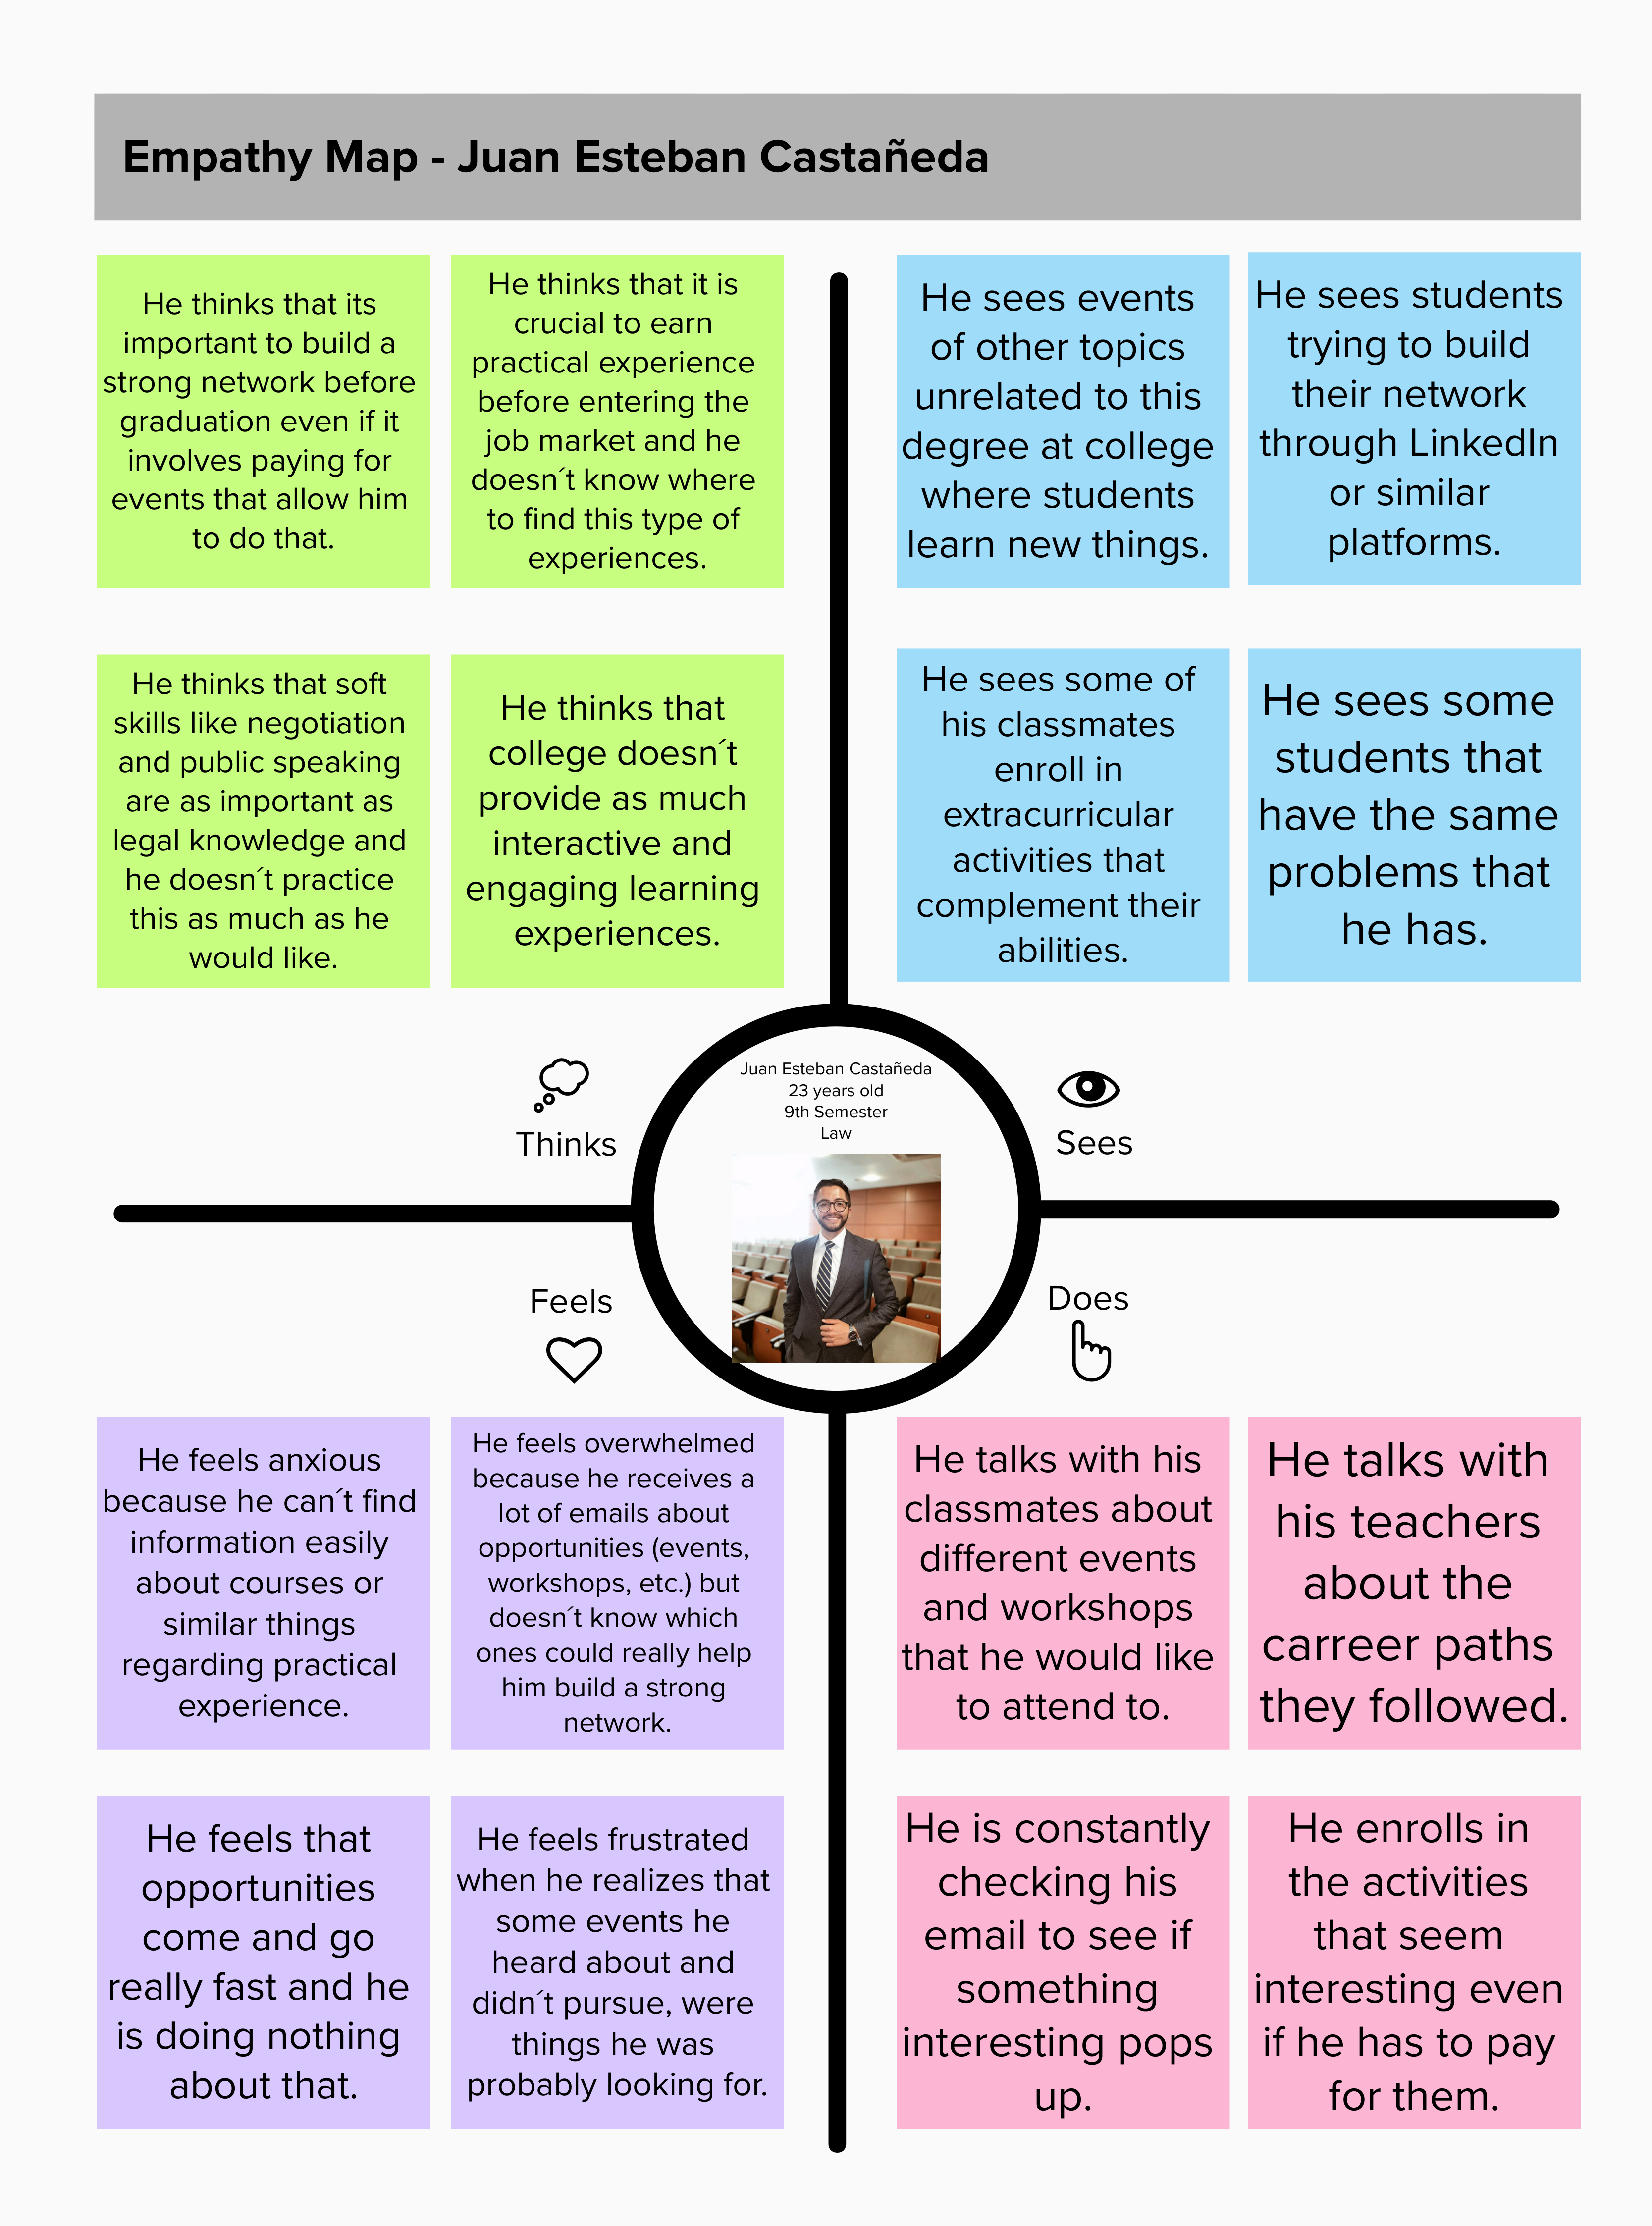 Empathy Map - Juan Esteban Castañeda
He thinks that its
important to build a
strong network before
graduation even if it
involves paying for
events that allow him
to do that.
He thinks that it is
crucial to earn
practical experience
before entering the
job market and he
doesn´t know where
to find this type of
experiences.
He sees events
of other topics
unrelated to this
degree at college
where students
learn new things.
He sees students
trying to build
their network
through LinkedIn
or similar
platforms.
He thinks that soft
skills like negotiation
and public speaking
are as important as
legal knowledge and
he doesn´t practice
this as much as he
would like.
He thinks that
college doesn´t
provide as much
interactive and
engaging learning
experiences.
He sees some of
his classmates
enroll in
extracurricular
activities that
complement their
abilities.
He sees some
students that
have the same
problems that
he has.
Thinks
Juan Esteban Castañeda
23 years old
9th Semester
Law
Sees
Feels
Does
He feels anxious
because he can´t find
information easily
about courses or
similar things
regarding practical
experience.
He feels overwhelmed
because he receives a
lot of emails about
opportunities (events,
workshops, etc.) but
doesn´t know which
ones could really help
him build a strong
network.
He talks with his
classmates about
different events
and workshops
that he would like
to attend to.
He talks with
his teachers
about the
carreer paths
they followed.
He feels that
opportunities
come and go
really fast and he
is doing nothing
about that.
He feels frustrated
when he realizes that
some events he
heard about and
didn´t pursue, were
things he was
probably looking for.
He is constantly
checking his
email to see if
something
interesting pops
up.
He enrolls in
the activities
that seem
interesting even
if he has to pay
for them.